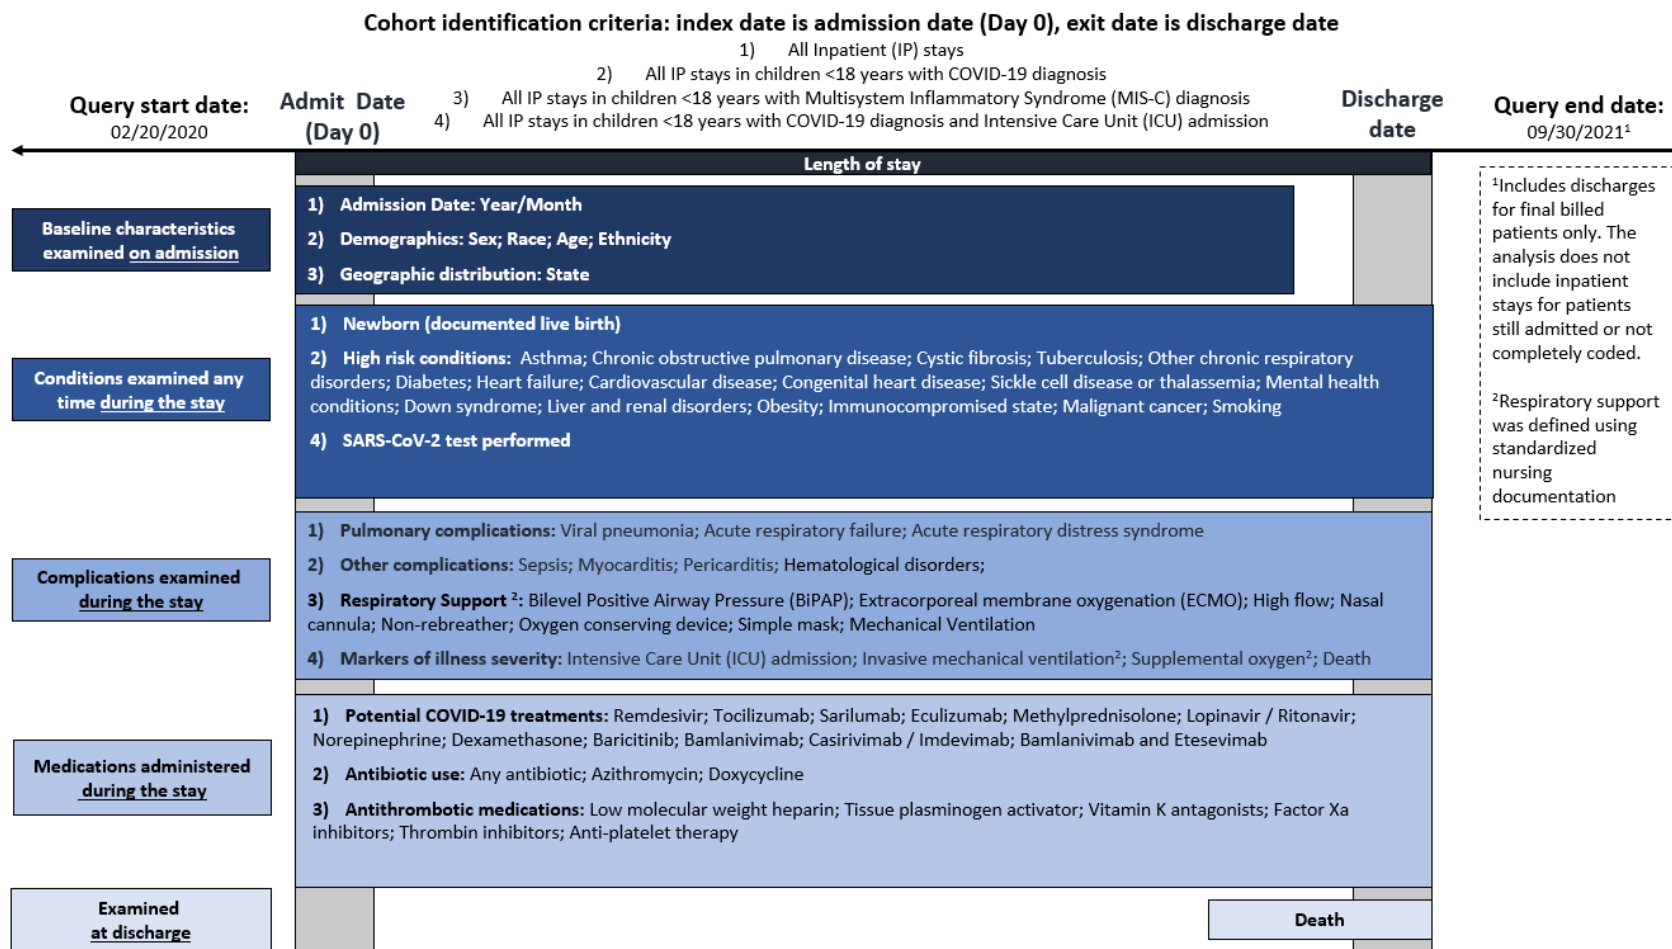 Cohort identification criteria: index date is admission date (Day 0), exit date is discharge date
1) All Inpatient (IP) stays
2) All IP stays in children <18 years with COVID-19 diagnosis
3) All IP stays in children <18 years with Multisystem Inflammatory Syndrome (MIS-C) diagnosis
4) All IP stays in children <18 years with COVID-19 diagnosis and Intensive Care Unit (ICU) admission
Query start date:
02/20/2020
Admit Date
(Day 0)
Discharge
date
Query end date:
09/30/2021¹
Length of stay
Baseline characteristics
examined on admission
1) Admission Date: Year/Month
2) Demographics: Sex; Race; Age; Ethnicity
3) Geographic distribution: State
Conditions examined any
time during the stay
1) Newborn (documented live birth)
2) High risk conditions: Asthma; Chronic obstructive pulmonary disease; Cystic fibrosis; Tuberculosis; Other chronic respiratory
disorders; Diabetes; Heart failure; Cardiovascular disease; Congenital heart disease; Sickle cell disease or thalassemia; Mental health
conditions; Down syndrome; Liver and renal disorders; Obesity; Immunocompromised state; Malignant cancer; Smoking
4) SARS-CoV-2 test performed
Complications examined
during the stay
1) Pulmonary complications: Viral pneumonia; Acute respiratory failure; Acute respiratory distress syndrome
2) Other complications: Sepsis; Myocarditis; Pericarditis; Hematological disorders;
3) Respiratory Support ²: Bilevel Positive Airway Pressure (BiPAP); Extracorporeal membrane oxygenation (ECMO); High flow; Nasal
cannula; Non-rebreather; Oxygen conserving device; Simple mask; Mechanical Ventilation
4) Markers of illness severity: Intensive Care Unit (ICU) admission; Invasive mechanical ventilation²; Supplemental oxygen²; Death
Medications administered
during the stay
1) Potential COVID-19 treatments: Remdesivir; Tocilizumab; Sarilumab; Eculizumab; Methylprednisolone; Lopinavir / Ritonavir;
Norepinephrine; Dexamethasone; Baricitinib; Bamlanivimab; Casirivimab / Imdevimab; Bamlanivimab and Etesevimab
2) Antibiotic use: Any antibiotic; Azithromycin; Doxycycline
3) Antithrombotic medications: Low molecular weight heparin; Tissue plasminogen activator; Vitamin K antagonists; Factor Xa
inhibitors; Thrombin inhibitors; Anti-platelet therapy
Examined
at discharge
Death
¹Includes discharges
for final billed
patients only. The
analysis does not
include inpatient
stays for patients
still admitted or not
completely coded.
²Respiratory support
was defined using
standardized
nursing
documentation